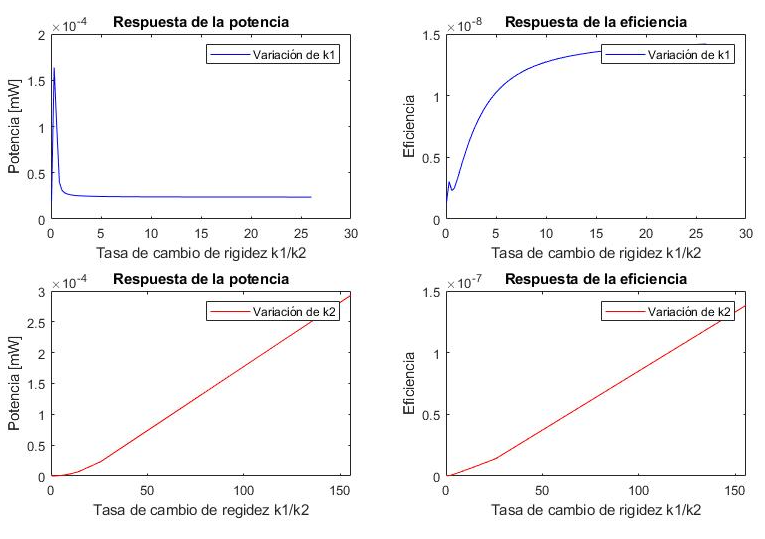 Respuesta de la potencia
×10-4
2
1.5
1
0.5
0
Potencia [mW]
Variación de k1
0 5 10 15 20 25 30
Tasa de cambio de rigidez k1/k2
Respuesta de la eficiencia
×10-8
1.5
1
0.5
0
Eficiencia
Variación de k1
0 5 10 15 20 25 30
Tasa de cambio de rigidez k1/k2
Respuesta de la potencia
×10-4
3
2.5
2
1.5
1
0.5
0
Potencia [mW]
Variación de k2
0 50 100 150
Tasa de cambio de regidez k1/k2
Respuesta de la eficiencia
×10-7
1.5
1
0.5
0
Eficiencia
Variación de k2
0 50 100 150
Tasa de cambio de rigidez k1/k2